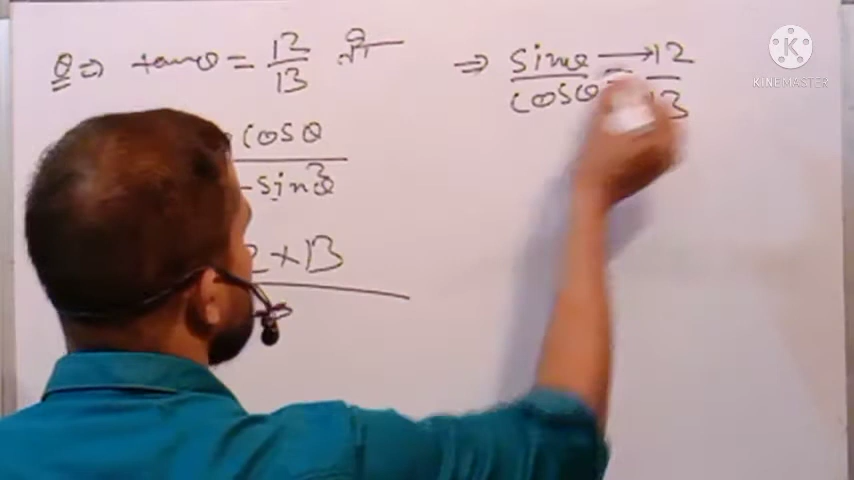 θ ⇒ tanθ = 12/13
⇒ sinθ/cosθ → = 12/13
cosθ
- sinθ
2 + 13
KINEMASTER